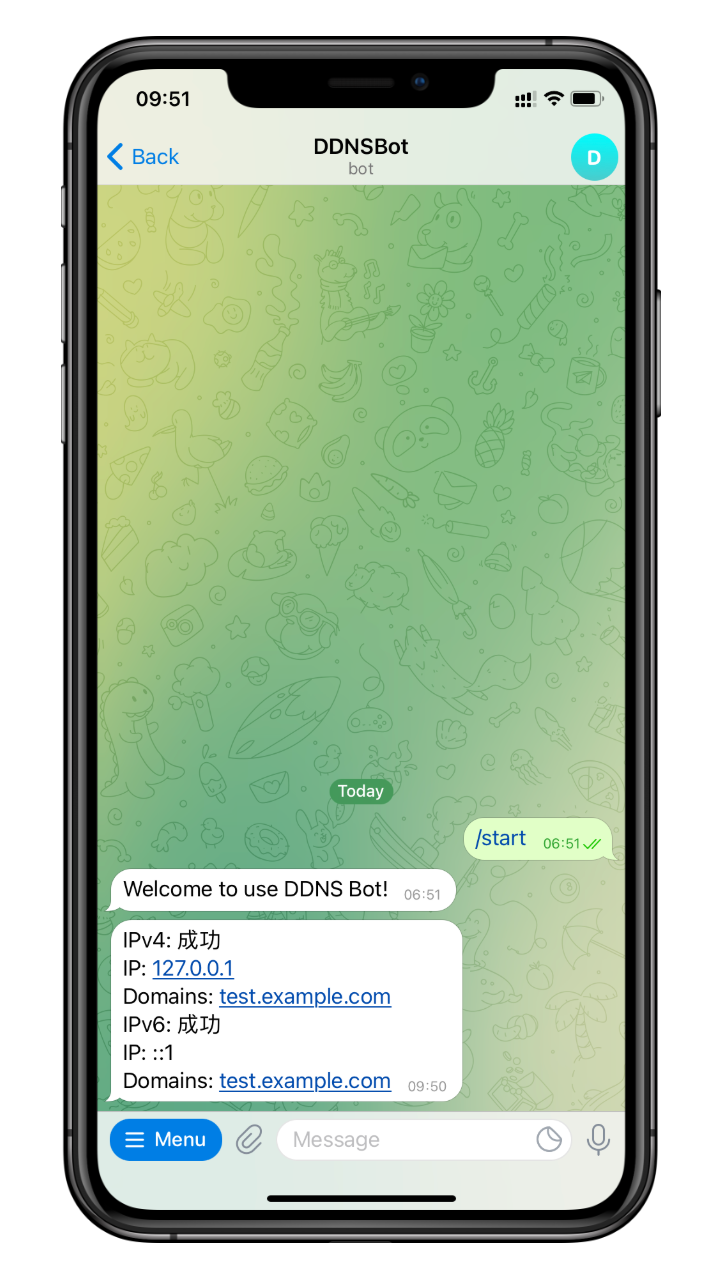 09:51
Back
DDNSBot
bot
D
Today
/start 06:51
Welcome to use DDNS Bot! 06:51
IPv4: 成功
IP: 127.0.0.1
Domains: test.example.com
IPv6: 成功
IP: ::1
Domains: test.example.com 09:50
Menu
Message